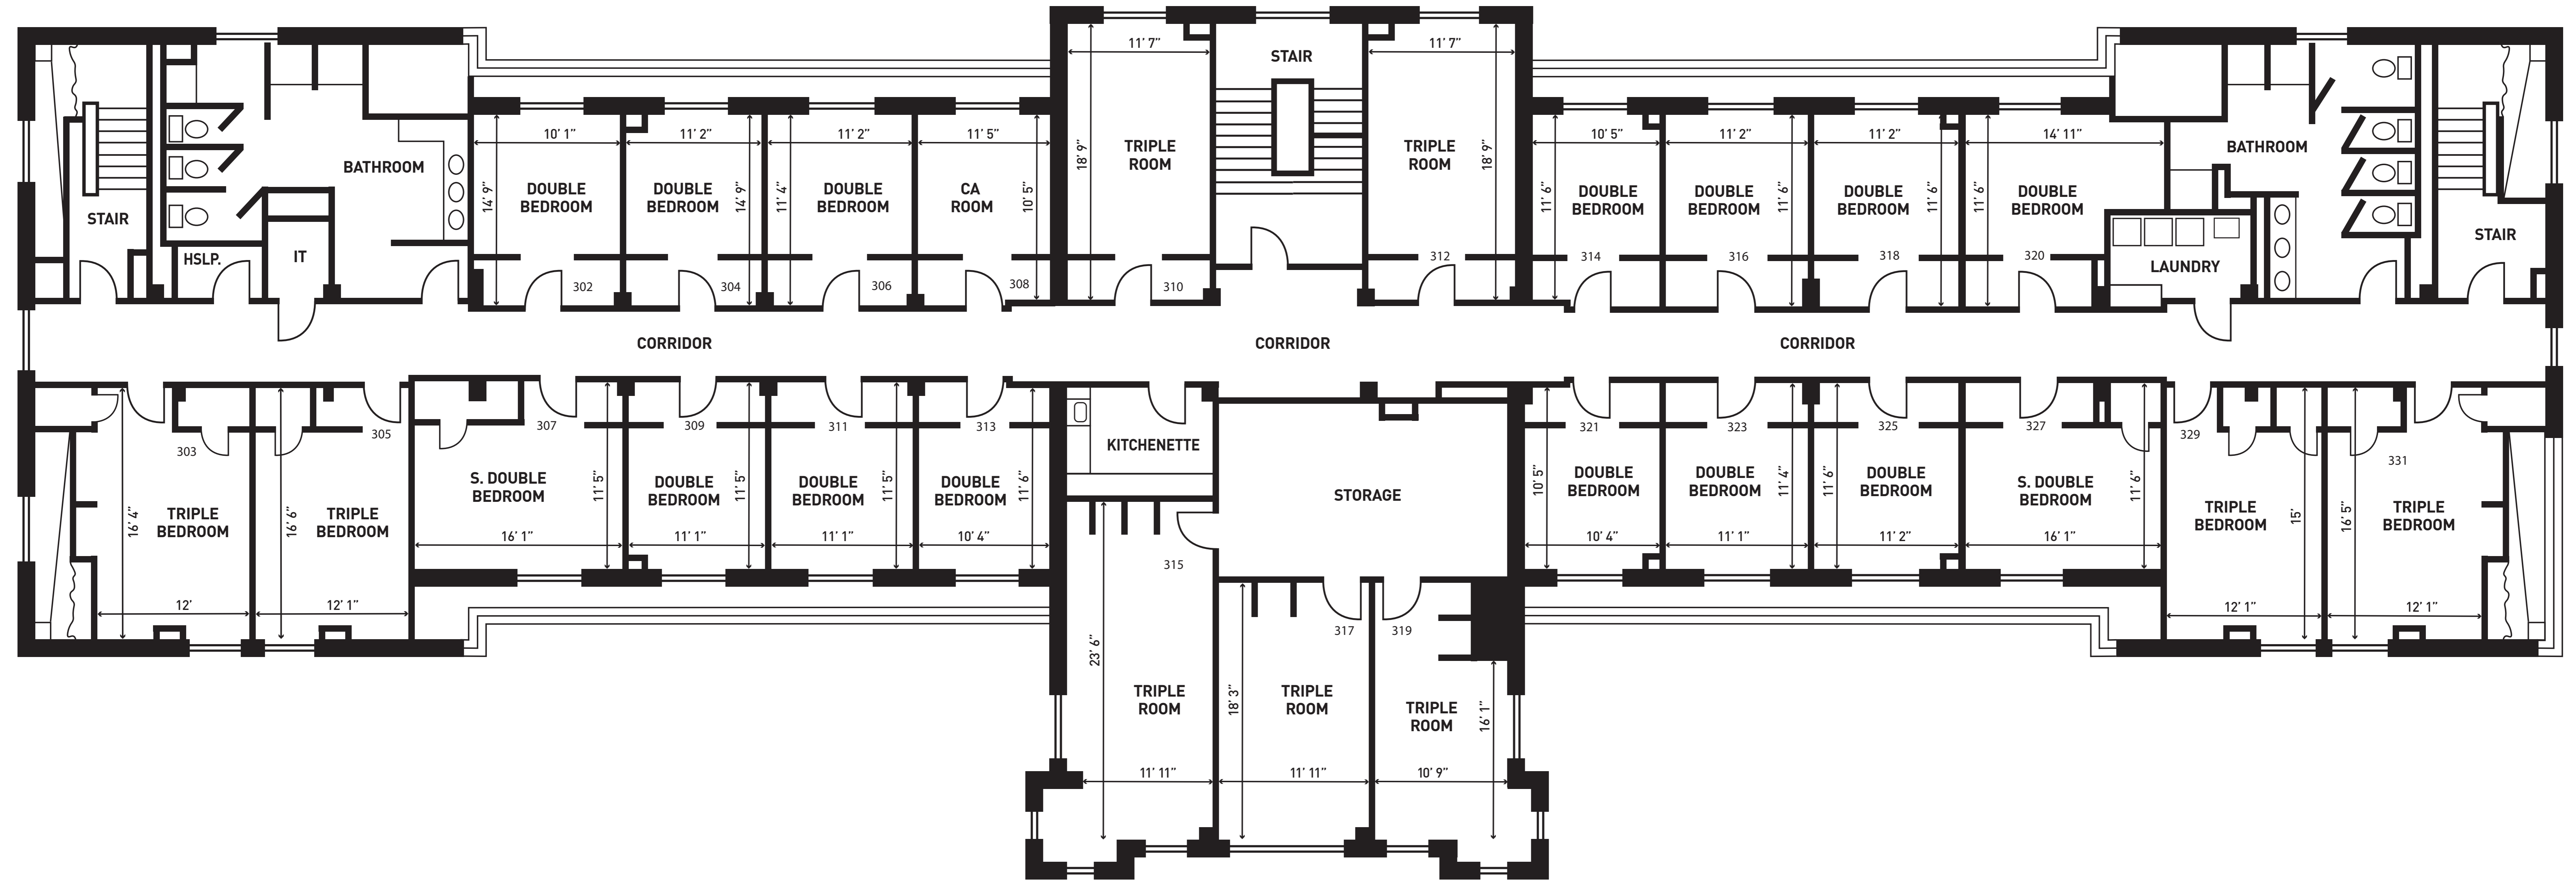 11' 7"
STAIR
11' 7"
18' 9"
TRIPLE
ROOM
TRIPLE
ROOM
18' 9"
310
312
STAIR
HSLP.
IT
BATHROOM
10' 1"
14' 9"
DOUBLE
BEDROOM
302
11' 2"
DOUBLE
BEDROOM
14' 9"
304
11' 2"
11' 4"
DOUBLE
BEDROOM
306
11' 5"
CA
ROOM
10' 5"
308
10' 5"
11' 6"
DOUBLE
BEDROOM
314
11' 2"
DOUBLE
BEDROOM
11' 6"
316
11' 2"
DOUBLE
BEDROOM
11' 6"
318
14' 11"
11' 6"
DOUBLE
BEDROOM
320
BATHROOM
LAUNDRY
STAIR
CORRIDOR
CORRIDOR
CORRIDOR
303
16' 4"
TRIPLE
BEDROOM
12'
305
16' 6"
TRIPLE
BEDROOM
12' 1"
307
S. DOUBLE
BEDROOM
11' 5"
16' 1"
309
DOUBLE
BEDROOM
11' 5"
11' 1"
311
DOUBLE
BEDROOM
11' 5"
11' 1"
313
DOUBLE
BEDROOM
11' 6"
10' 4"
KITCHENETTE
STORAGE
321
10' 5"
DOUBLE
BEDROOM
10' 4"
323
DOUBLE
BEDROOM
11' 4"
11' 1"
325
11' 6"
DOUBLE
BEDROOM
11' 2"
327
S. DOUBLE
BEDROOM
11' 6"
16' 1"
329
TRIPLE
BEDROOM
15'
12' 1"
331
16' 5"
TRIPLE
BEDROOM
12' 1"
315
23' 6"
TRIPLE
ROOM
11' 11"
317
18' 3"
TRIPLE
ROOM
11' 11"
319
TRIPLE
ROOM
16' 1"
10' 9"